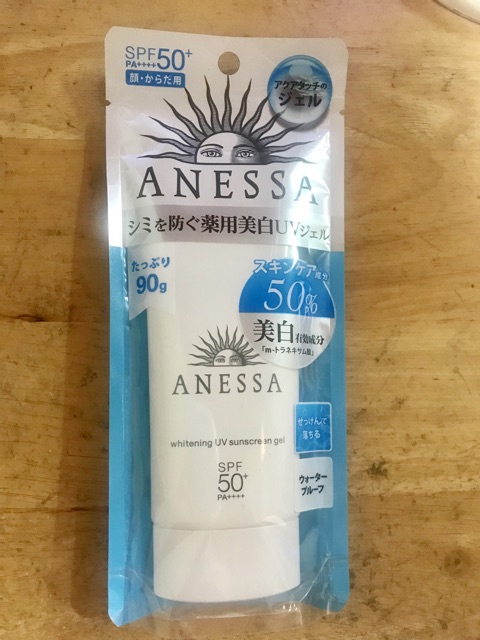 SPF50+
PA++++
顔・からだ用
アクアタッチの
ジェル
ANESSA
シミを防ぐ薬用美白UVジェル
たっぷり
90g
スキンケア成分
50%
美白有効成分
「m-トラネキサム酸」
ANESSA
whitening UV sunscreen gel
SPF
50+
PA++++
せっけんで
落ちる
ウォーター
プルーフ